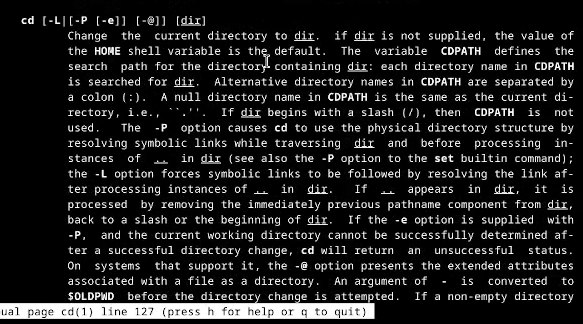 cd [-L|[-P [-e]] [-@]] [dir]
Change the current directory to dir. if dir is not supplied, the value of
the HOME shell variable is the default. The variable CDPATH defines the
search path for the directory containing dir: each directory name in CDPATH
is searched for dir. Alternative directory names in CDPATH are separated by
a colon (:). A null directory name in CDPATH is the same as the current di-
rectory, i.e., ``.''. If dir begins with a slash (/), then CDPATH is not
used. The -P option causes cd to use the physical directory structure by
resolving symbolic links while traversing dir and before processing in-
stances of .. in dir (see also the -P option to the set builtin command);
the -L option forces symbolic links to be followed by resolving the link af-
ter processing instances of .. in dir. If .. appears in dir, it is
processed by removing the immediately previous pathname component from dir,
back to a slash or the beginning of dir. If the -e option is supplied with
-P, and the current working directory cannot be successfully determined af-
ter a successful directory change, cd will return an unsuccessful status.
On systems that support it, the -@ option presents the extended attributes
associated with a file as a directory. An argument of - is converted to
$OLDPWD before the directory change is attempted. If a non-empty directory
ual page cd(1) line 127 (press h for help or q to quit)